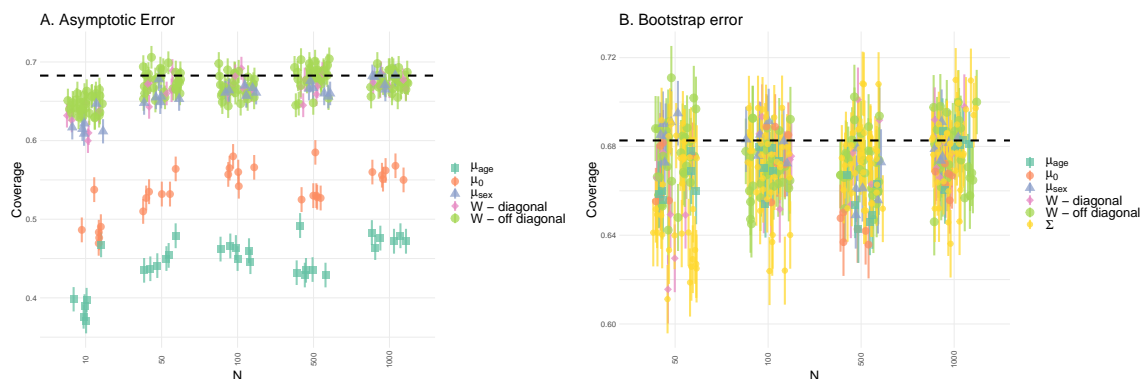 A. Asymptotic Error
Coverage
0.7
0.6
0.5
0.4
10
50
100
500
1000
N
μage
μ0
μsex
W − diagonal
W − off diagonal
B. Bootstrap error
Coverage
0.72
0.68
0.64
0.60
50
100
500
1000
N
μage
μ0
μsex
W − diagonal
W − off diagonal
Σ